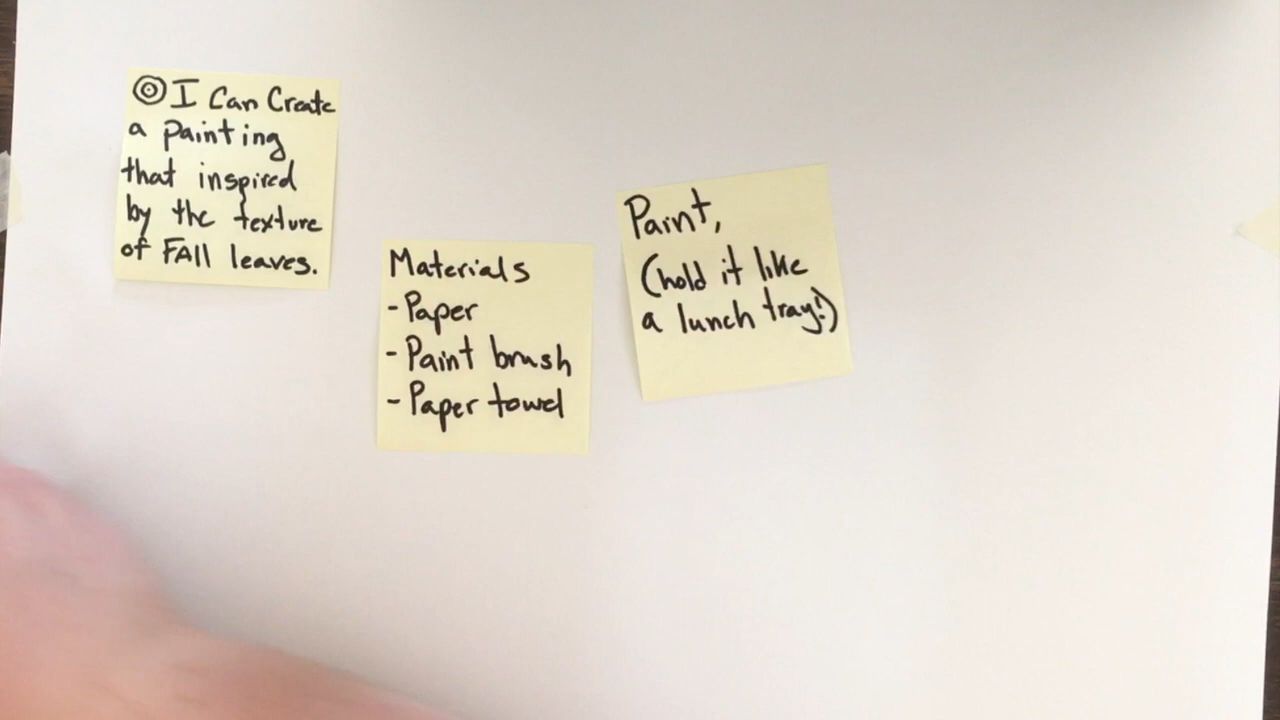 I Can Create
a painting
that inspired
by the texture
of FAll leaves.
Materials
- Paper
- Paint brush
- Paper towel
Paint,
(hold it like
a lunch tray!)